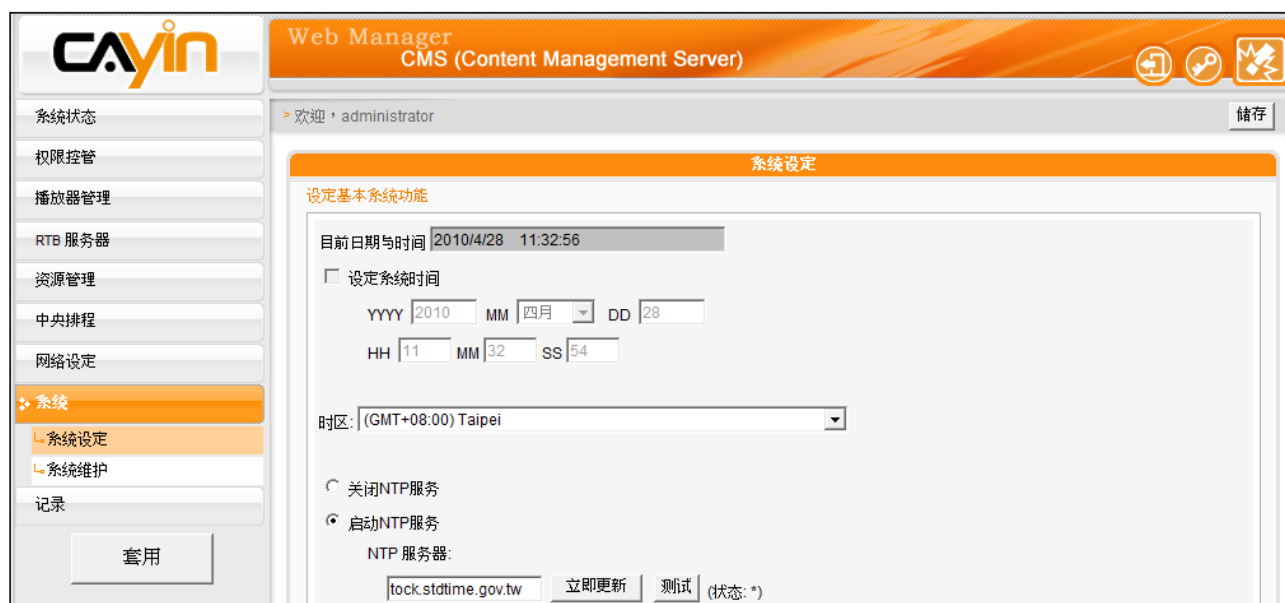 CAYIN
Web Manager
CMS (Content Management Server)
系统状态
权限控管
播放器管理
RTB 服务器
资源管理
中央排程
网络设定
系统
系统设定
系统维护
记录
套用
> 欢迎，administrator
储存
系统设定
设定基本系统功能
目前日期与时间 2010/4/28 11:32:56
设定系统时间
YYYY 2010 MM 四月 DD 28
HH 11 MM 32 SS 54
时区: (GMT+08:00) Taipei
关闭NTP服务
启动NTP服务
NTP 服务器:
tock.stdtime.gov.tw 立即更新 测试 (状态: *)